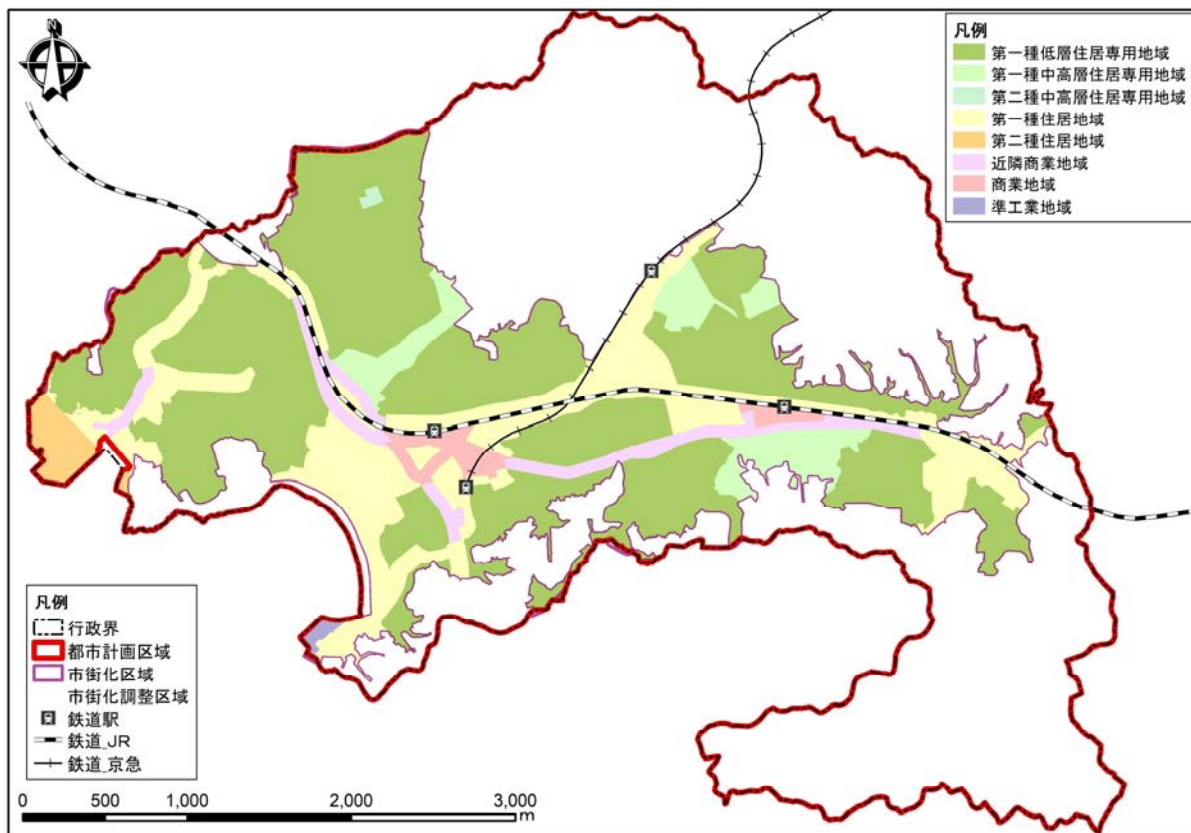 N
凡例
第一種低層住居専用地域
第一種中高層住居専用地域
第二種中高層住居専用地域
第一種住居地域
第二種住居地域
近隣商業地域
商業地域
準工業地域
凡例
行政界
都市計画区域
市街化区域
市街化調整区域
鉄道駅
鉄道_JR
鉄道_京急
0 500 1,000 2,000 3,000
m